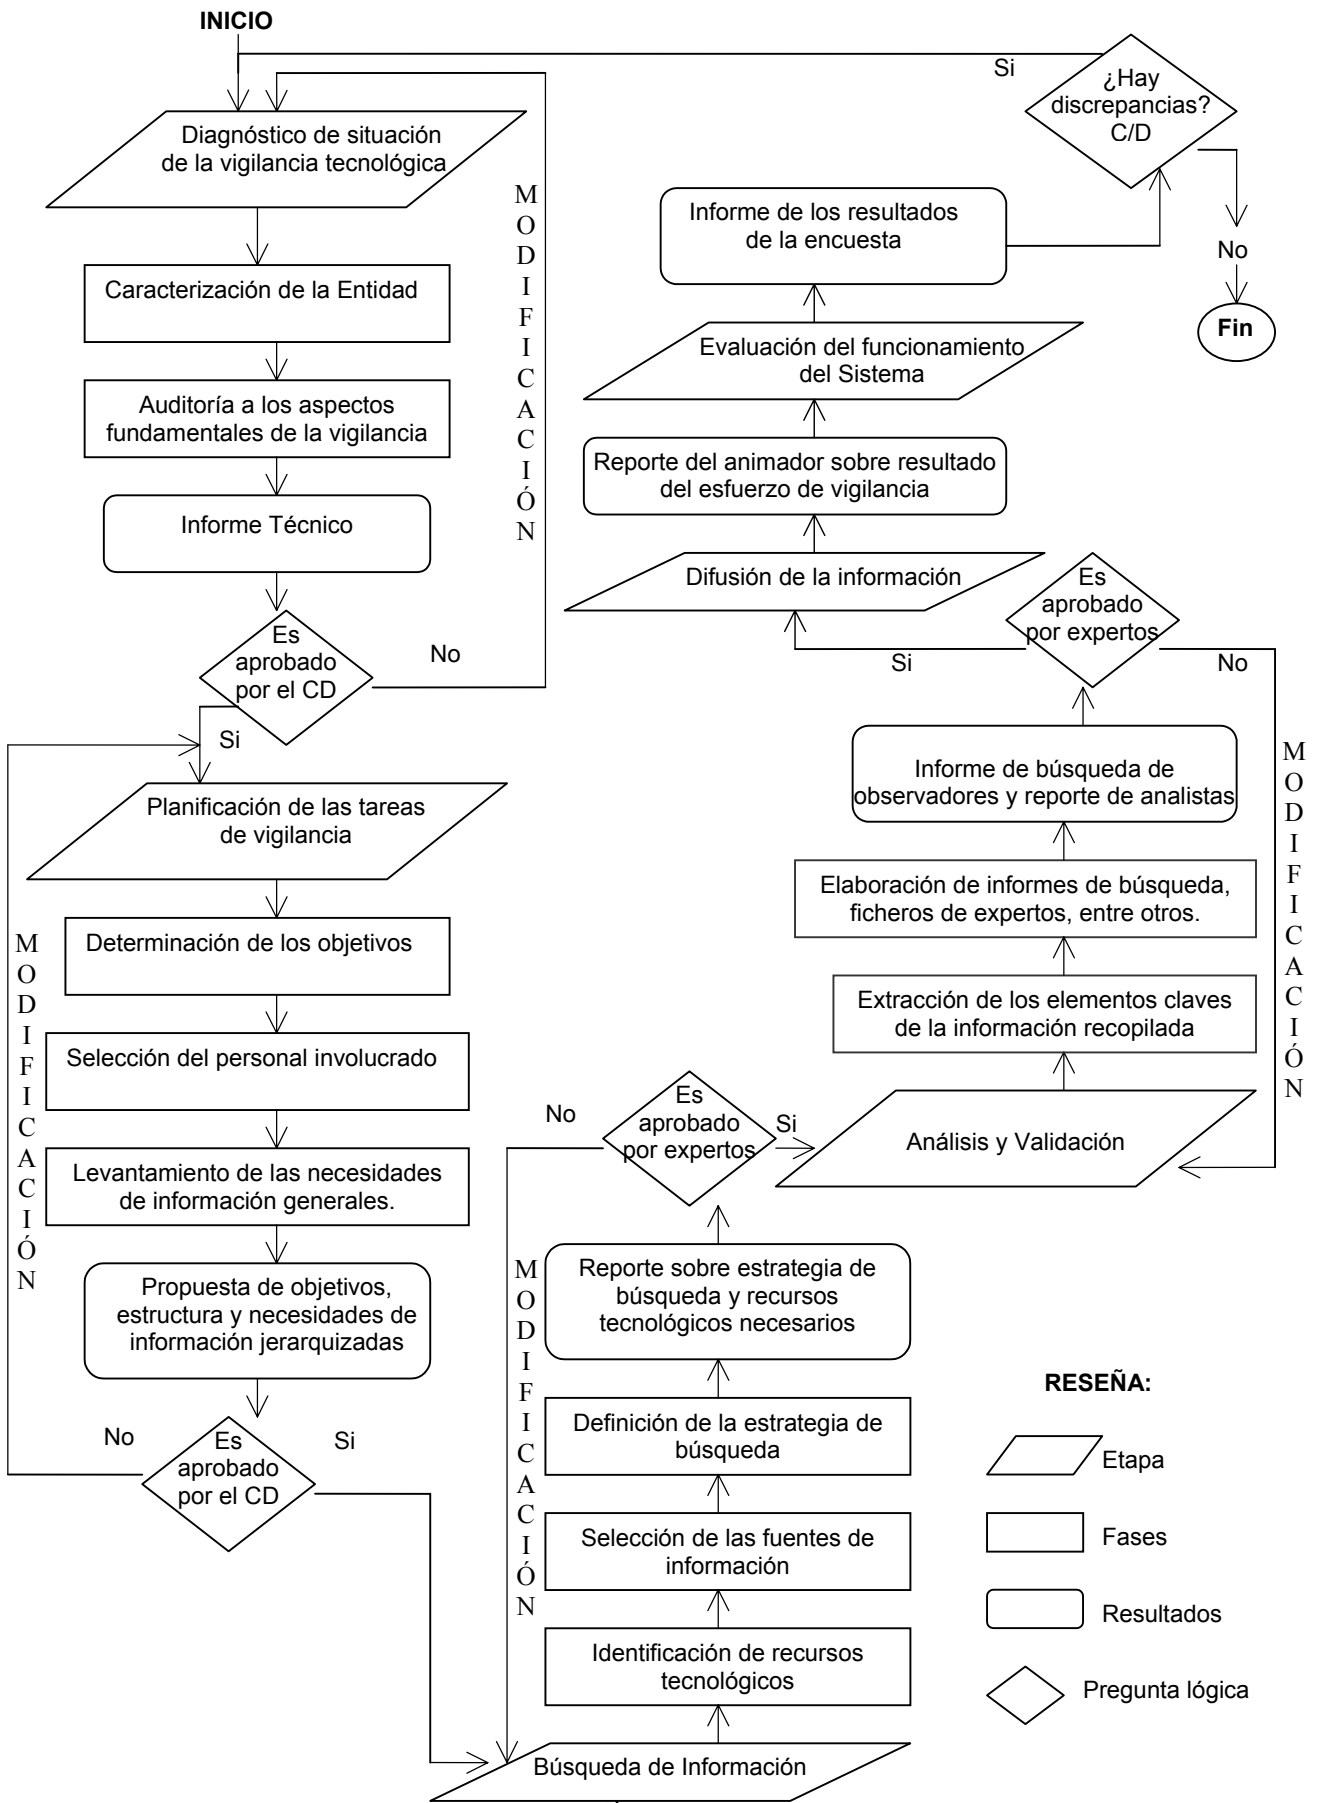 INICIO
Diagnóstico de situación
de la vigilancia tecnológica
Caracterización de la Entidad
Auditoría a los aspectos
fundamentales de la vigilancia
Informe Técnico
Es
aprobado
por el CD
No
Si
MODIFICACIÓN
Planificación de las tareas
de vigilancia
Determinación de los objetivos
Selección del personal involucrado
Levantamiento de las necesidades
de información generales.
Propuesta de objetivos,
estructura y necesidades de
información jerarquizadas
Es
aprobado
por el CD
No
Si
MODIFICACIÓN
Búsqueda de Información
Identificación de recursos
tecnológicos
Selección de las fuentes de
información
Definición de la estrategia de
búsqueda
Reporte sobre estrategia de
búsqueda y recursos
tecnológicos necesarios
Es
aprobado
por expertos
No
Si
MODIFICACIÓN
Análisis y Validación
Extracción de los elementos claves
de la información recopilada
Elaboración de informes de búsqueda,
ficheros de expertos, entre otros.
Informe de búsqueda de
observadores y reporte de analistas
Es
aprobado
por expertos
Si
No
MODIFICACIÓN
Difusión de la información
Reporte del animador sobre resultado
del esfuerzo de vigilancia
Evaluación del funcionamiento
del Sistema
Informe de los resultados
de la encuesta
¿Hay
discrepancias?
C/D
Si
No
Fin
RESEÑA:
Etapa
Fases
Resultados
Pregunta lógica